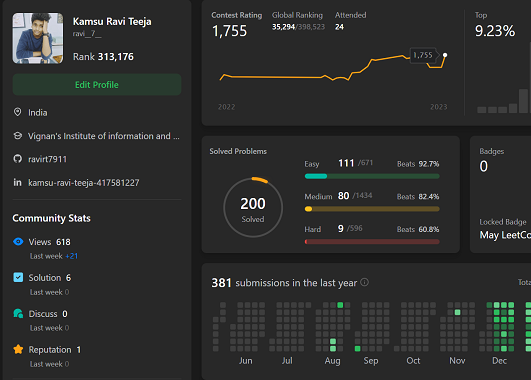 Kamsu Ravi Teeja
ravi__7__
Rank 313,176
Edit Profile
India
Vignan's Institute of information and ...
ravirt7911
kamsu-ravi-teeja-417581227
Community Stats
Views 618
Last week +21
Solution 6
Last week 0
Discuss 0
Last week 0
Reputation 1
Last week 0
Contest Rating
1,755
Global Ranking
35,294/398,523
Attended
24
1,755
2022
2023
Top
9.23%
Solved Problems
200
Solved
Easy 111 /671 Beats 92.7%
Medium 80 /1434 Beats 82.4%
Hard 9 /596 Beats 60.8%
Badges
0
Locked Badge
May LeetCo
381 submissions in the last year
Tota
Jun Jul Aug Sep Oct Nov Dec